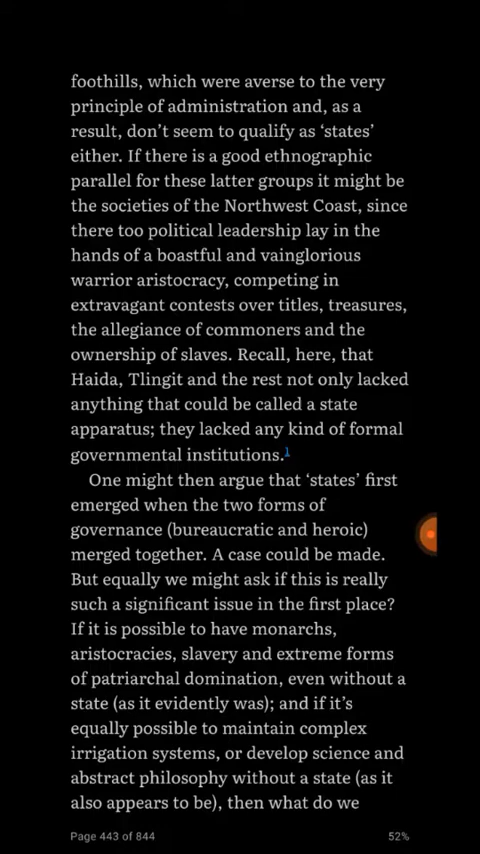 foothills, which were averse to the very
principle of administration and, as a
result, don’t seem to qualify as ‘states’
either. If there is a good ethnographic
parallel for these latter groups it might be
the societies of the Northwest Coast, since
there too political leadership lay in the
hands of a boastful and vainglorious
warrior aristocracy, competing in
extravagant contests over titles, treasures,
the allegiance of commoners and the
ownership of slaves. Recall, here, that
Haida, Tlingit and the rest not only lacked
anything that could be called a state
apparatus; they lacked any kind of formal
governmental institutions.1
One might then argue that ‘states’ first
emerged when the two forms of
governance (bureaucratic and heroic)
merged together. A case could be made.
But equally we might ask if this is really
such a significant issue in the first place?
If it is possible to have monarchs,
aristocracies, slavery and extreme forms
of patriarchal domination, even without a
state (as it evidently was); and if it’s
equally possible to maintain complex
irrigation systems, or develop science and
abstract philosophy without a state (as it
also appears to be), then what do we
Page 443 of 844 52%